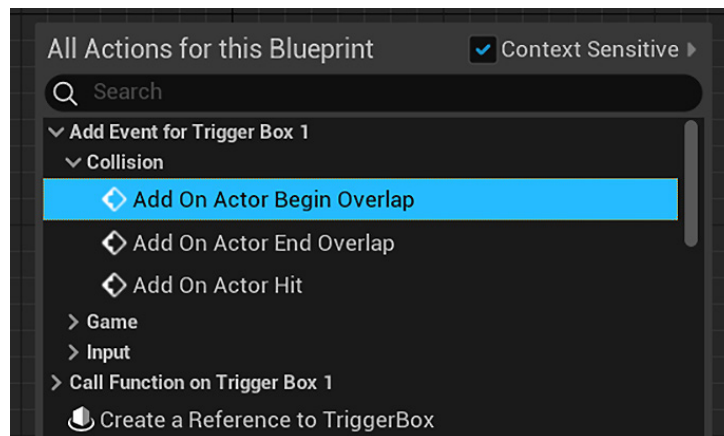 All Actions for this Blueprint Context Sensitive
Search
Add Event for Trigger Box 1
Collision
Add On Actor Begin Overlap
Add On Actor End Overlap
Add On Actor Hit
Game
Input
Call Function on Trigger Box 1
Create a Reference to TriggerBox